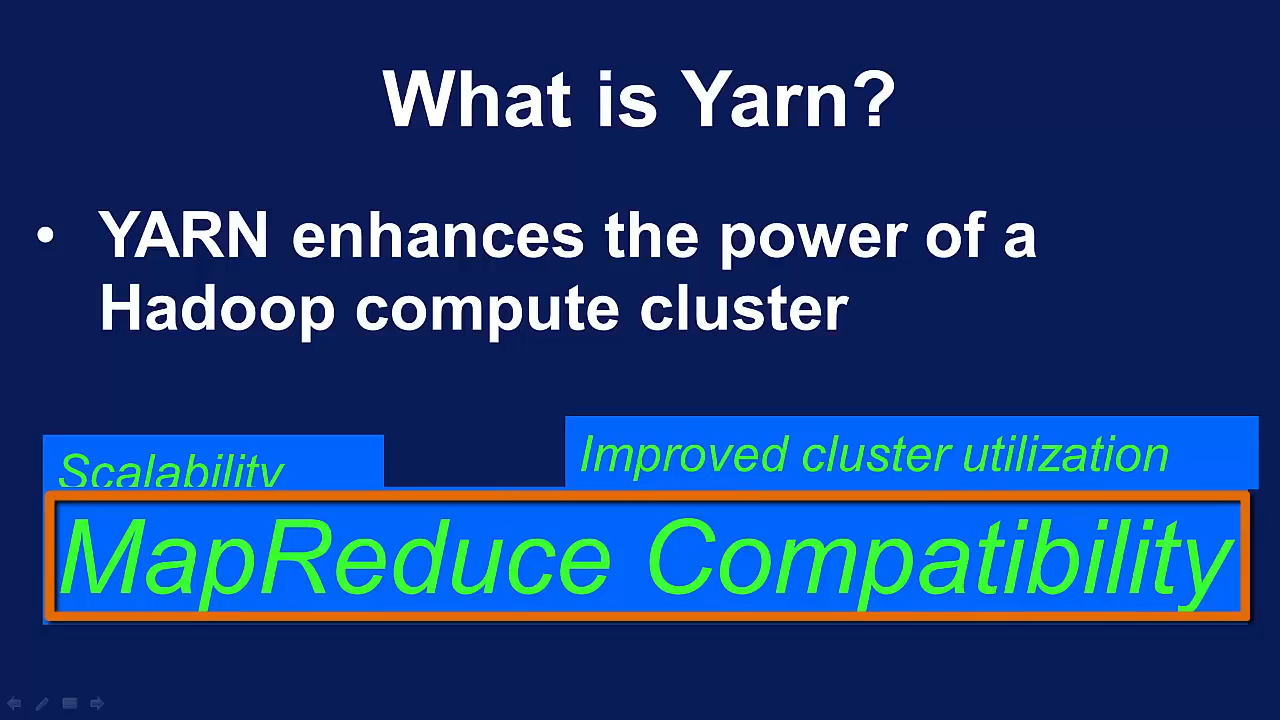 What is Yarn?
• YARN enhances the power of a
Hadoop compute cluster
Scalability
Improved cluster utilization
MapReduce Compatibility